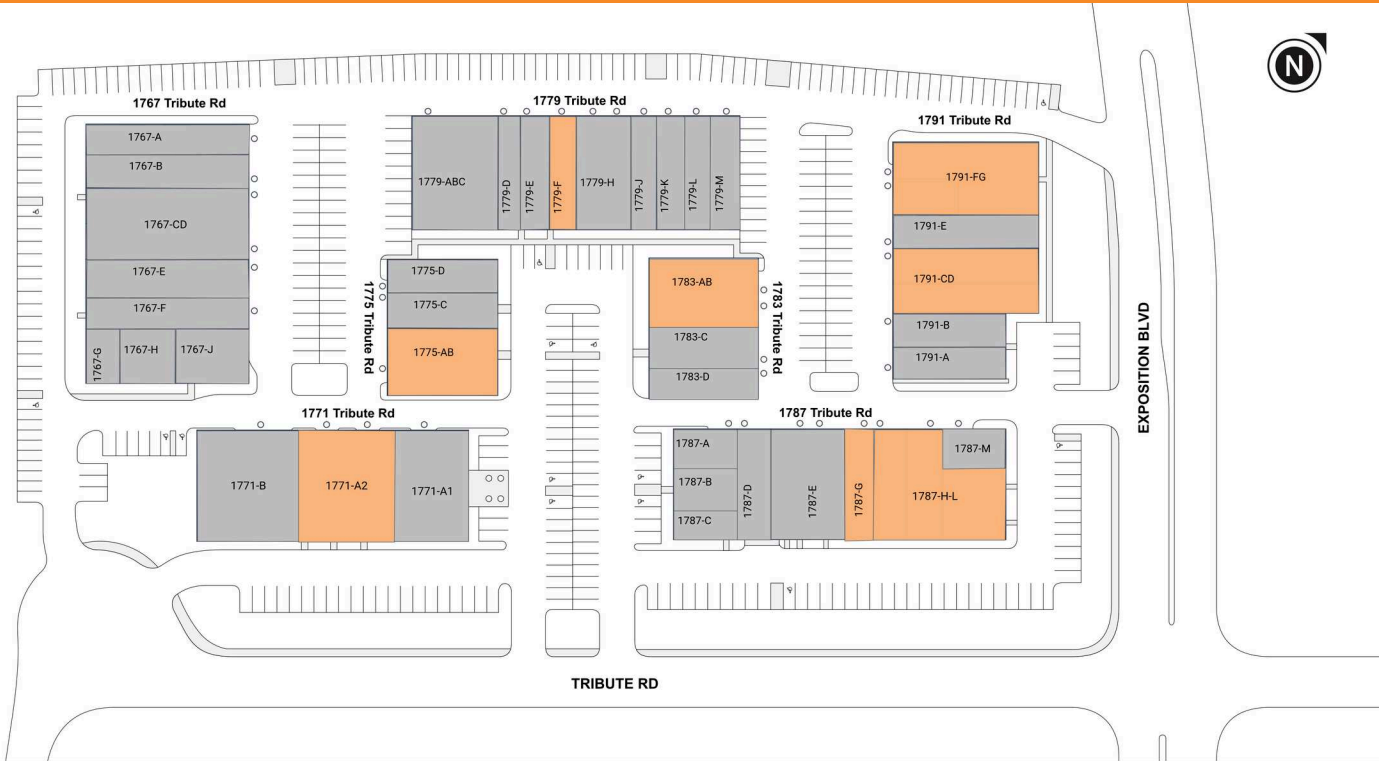 N
1767 Tribute Rd
1779 Tribute Rd
1791 Tribute Rd
1767-A
1767-B
1767-CD
1767-E
1767-F
1767-G
1767-H
1767-J
1779-ABC
1779-D
1779-E
1779-F
1779-H
1779-J
1779-K
1779-L
1779-M
1791-FG
1791-E
1791-CD
1791-B
1791-A
1775 Tribute Rd
1775-D
1775-C
1775-AB
1783-AB
1783-C
1783-D
1783 Tribute Rd
EXPOSITION BLVD
1771 Tribute Rd
1771-B
1771-A2
1771-A1
1787 Tribute Rd
1787-A
1787-B
1787-C
1787-D
1787-E
1787-G
1787-H-L
1787-M
TRIBUTE RD